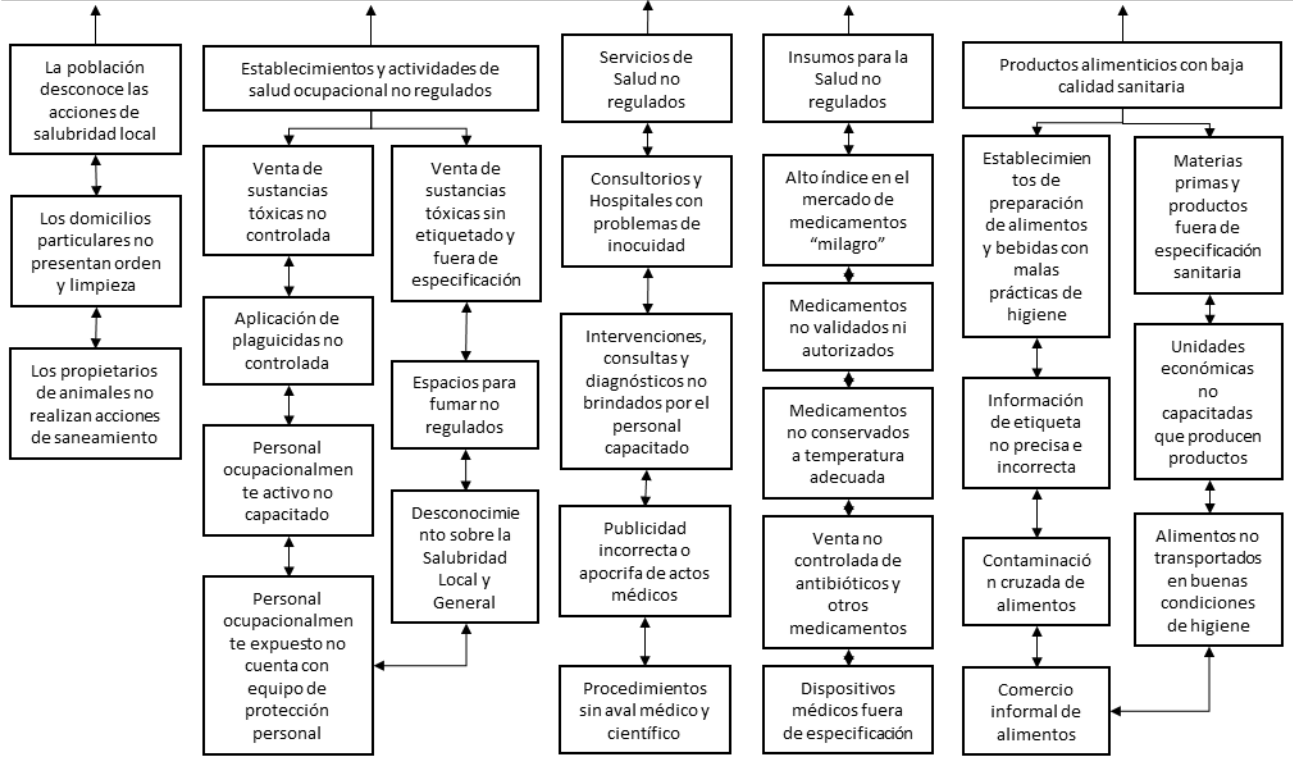 La población
desconoce las
acciones de
salubridad local
Los domicilios
particulares no
presentan orden
y limpieza
Los propietarios
de animales no
realizan acciones
de saneamiento
Establecimientos y actividades de
salud ocupacional no regulados
Venta de
sustancias
tóxicas no
controlada
Aplicación de
plaguicidas no
controlada
Personal
ocupacionalmen
te activo no
capacitado
Personal
ocupacionalmen
te expuesto no
cuenta con
equipo de
protección
personal
Venta de
sustancias
tóxicas sin
etiquetado y
fuera de
especificación
Espacios para
fumar no
regulados
Desconocimie
nto sobre la
Salubridad
Local y
General
Servicios de
Salud no
regulados
Consultorios y
Hospitales con
problemas de
inocuidad
Intervenciones,
consultas y
diagnósticos no
brindados por el
personal
capacitado
Publicidad
incorrecta o
apocrifa de actos
médicos
Procedimientos
sin aval médico y
científico
Insumos para la
Salud no
regulados
Alto índice en el
mercado de
medicamentos
“milagro”
Medicamentos
no validados ni
autorizados
Medicamentos
no conservados
a temperatura
adecuada
Venta no
controlada de
antibióticos y
otros
medicamentos
Dispositivos
médicos fuera
de especificación
Productos alimenticios con baja
calidad sanitaria
Establecimien
tos de
preparación
de alimentos
y bebidas con
malas
prácticas de
higiene
Información
de etiqueta
no precisa e
incorrecta
Contaminació
n cruzada de
alimentos
Comercio
informal de
alimentos
Materias
primas y
productos
fuera de
especificación
sanitaria
Unidades
económicas
no
capacitadas
que producen
productos
Alimentos no
transportados
en buenas
condiciones
de higiene